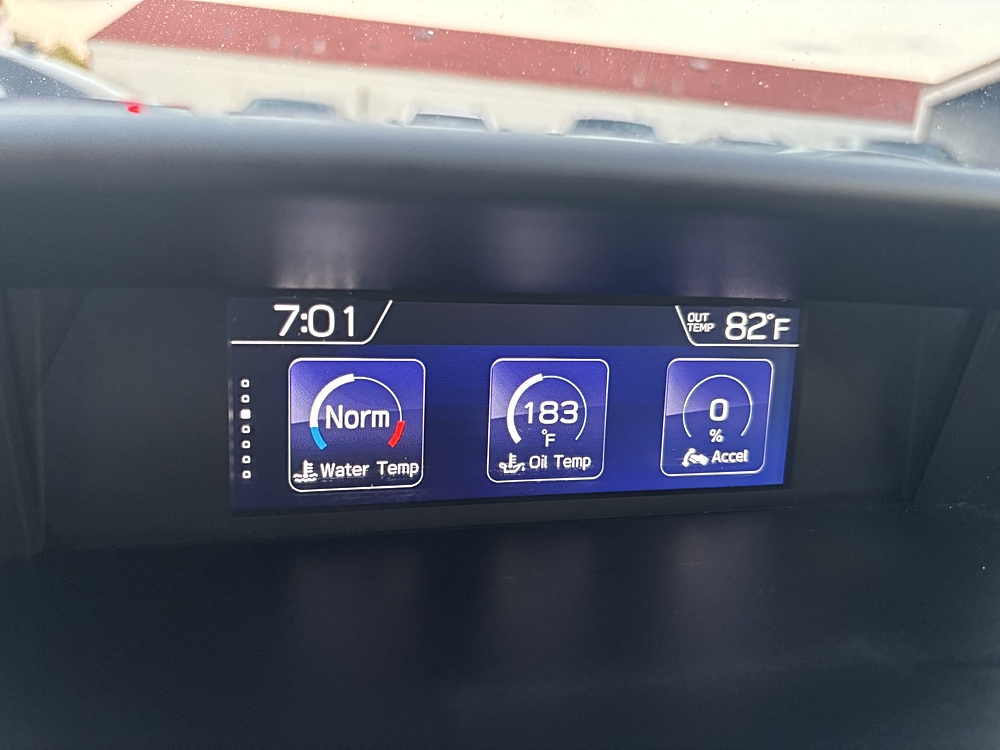 7:01
OUT TEMP 82°F
Norm
Water Temp
183
°F
Oil Temp
0
%
Accel